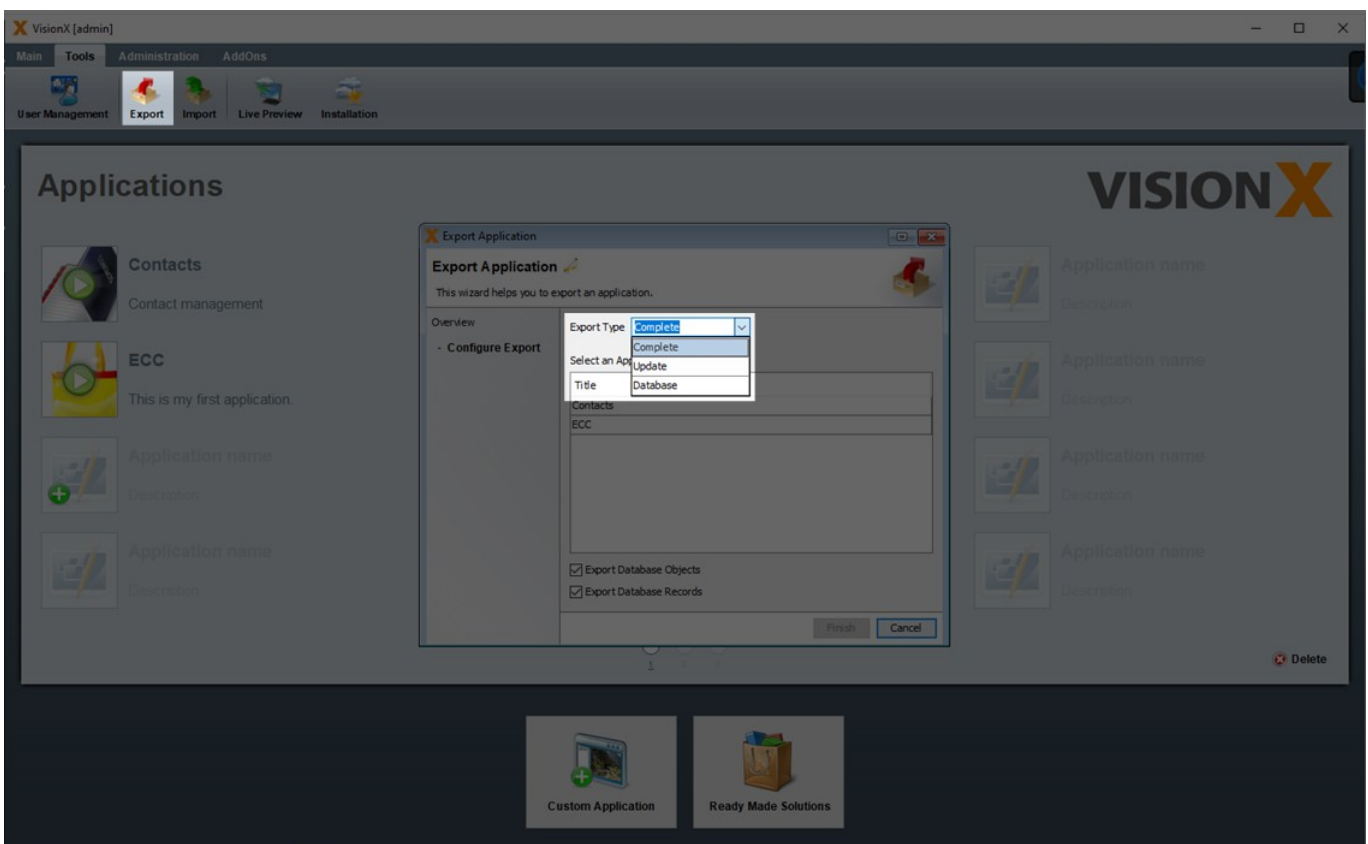 VisionX [admin]
Main Tools Administration AddOns
User Management Export Import Live Preview Installation
Applications
VISIONX
Contacts
Contact management
ECC
This is my first application.
Application name
Description
Application name
Description
Export Application
Export Application
This wizard helps you to export an application.
Overview
- Configure Export
Export Type Complete
Complete
Update
Database
Select an App
Title
Contacts
ECC
Export Database Objects
Export Database Records
Finish Cancel
Application name
Description
Application name
Description
Application name
Description
Application name
Description
1
Delete
Custom Application
Ready Made Solutions